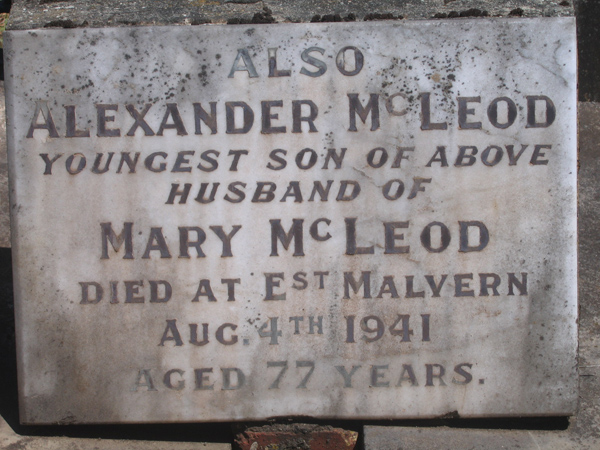 ALSO
ALEXANDER MCLEOD
YOUNGEST SON OF ABOVE
HUSBAND OF
MARY MCLEOD
DIED AT EST MALVERN
AUG. 4TH 1941
AGED 77 YEARS.